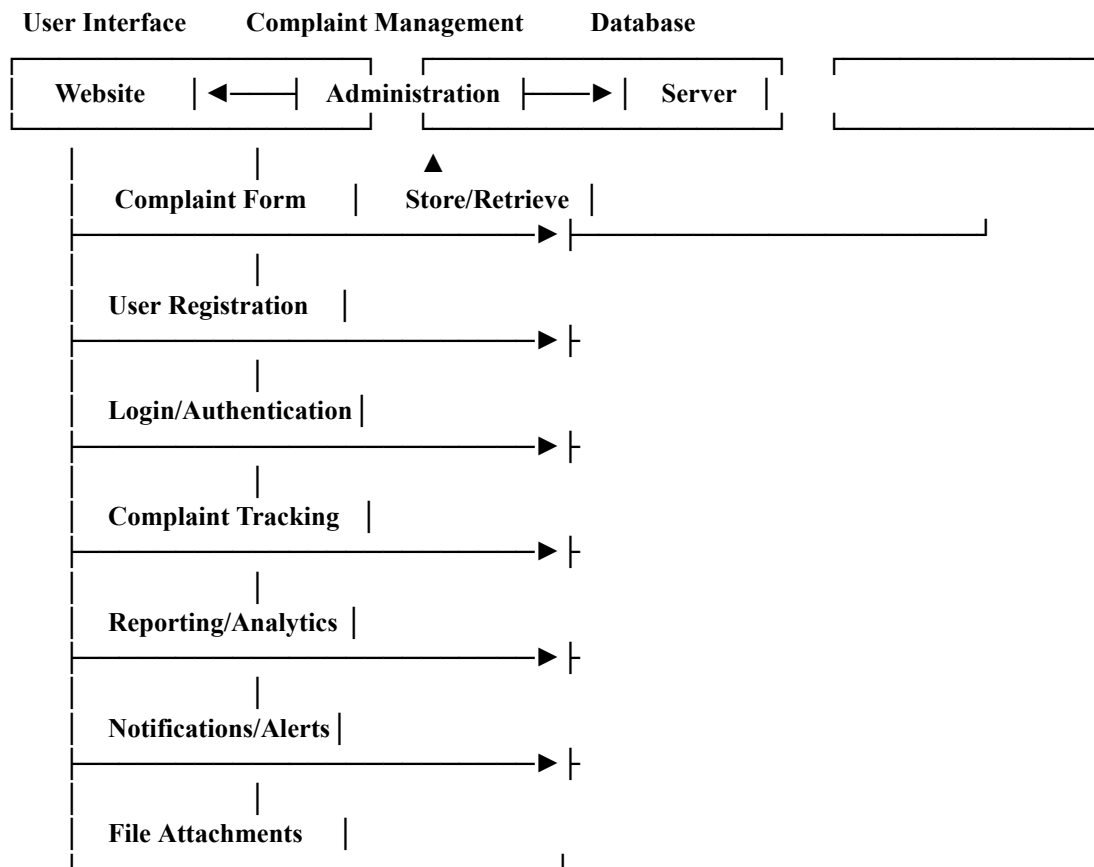 User Interface Complaint Management Database
Website Administration Server
Complaint Form Store/Retrieve
User Registration
Login/Authentication
Complaint Tracking
Reporting/Analytics
Notifications/Alerts
File Attachments